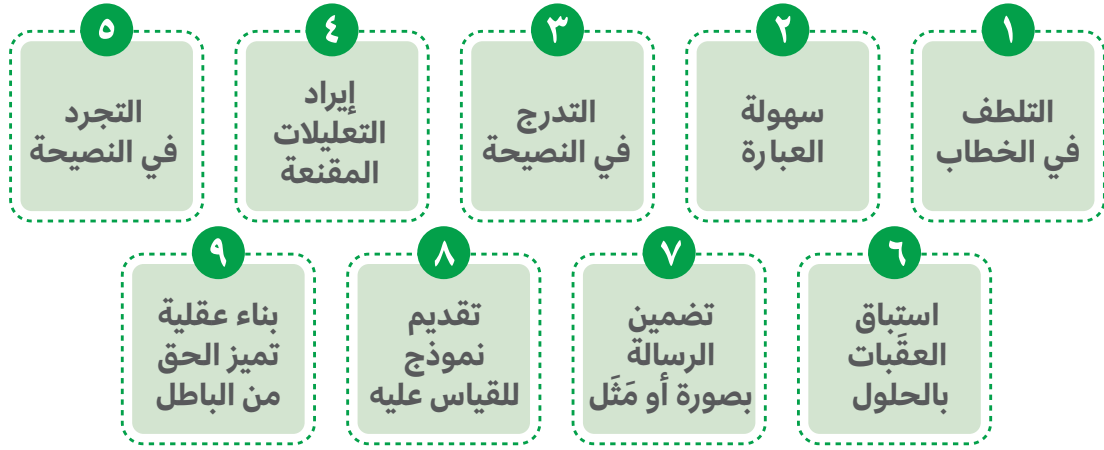 ١
التلطف
في الخطاب
٢
سهولة
العبارة
٣
التدرج
في النصيحة
٤
إيراد
التعليلات
المقنعة
٥
التجرد
في النصيحة
٦
استباق
العقَبات
بالحلول
٧
تضمين
الرسالة
بصورة أو مَثَل
٨
تقديم
نموذج
للقياس عليه
٩
بناء عقلية
تميز الحق
من الباطل